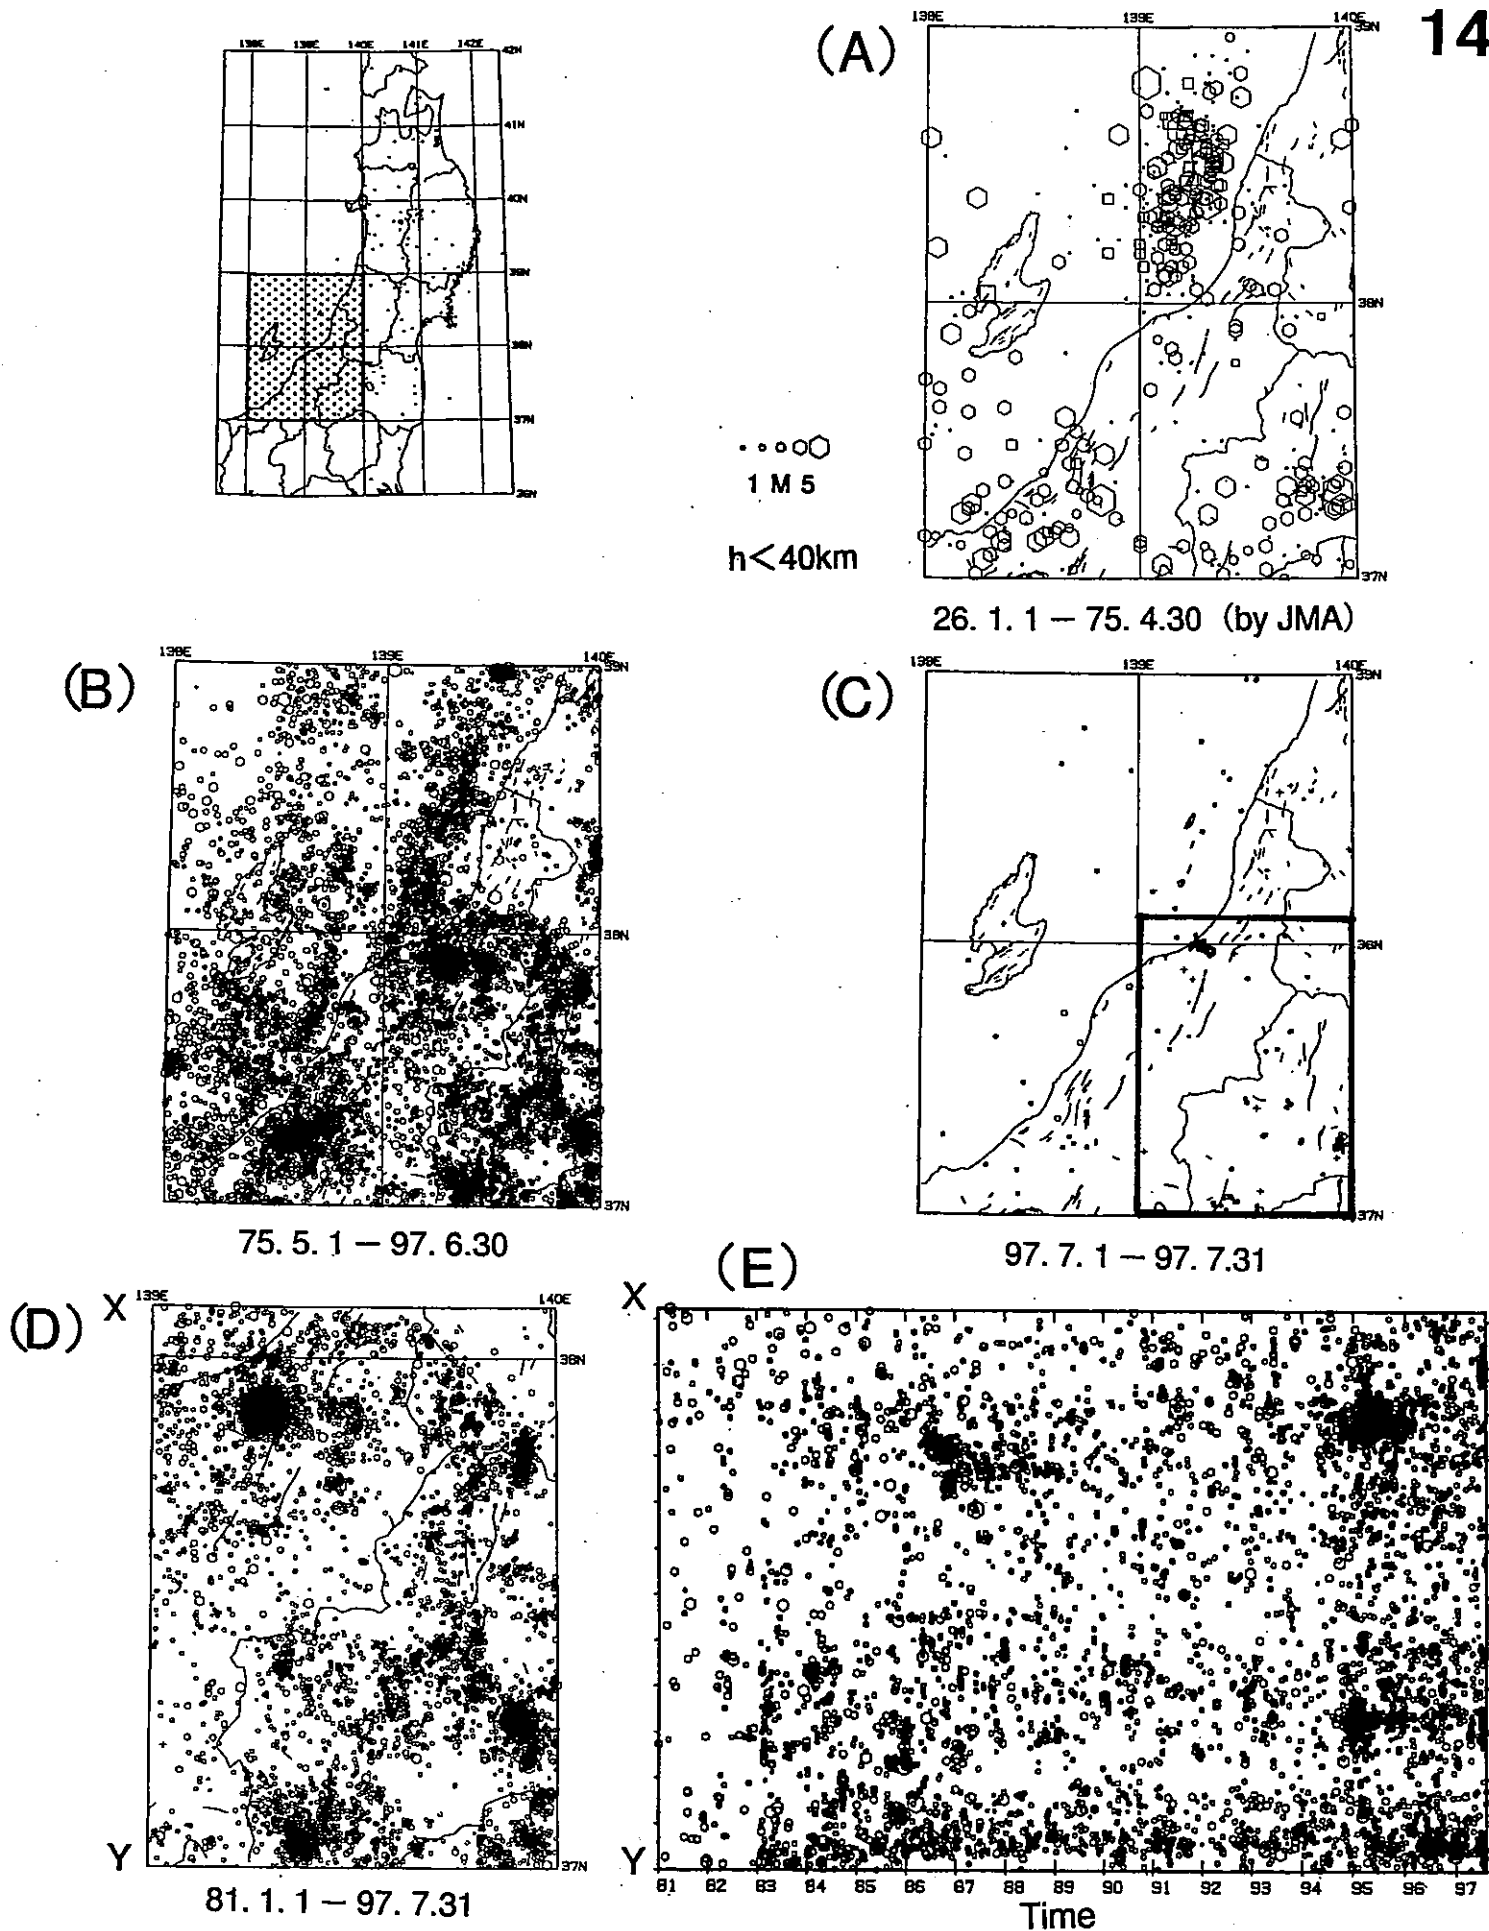 14
138E 139E 140E 141E 142E 42N
41N
40N
39N
38N
37N
36N
(A)
138E 139E 140E
39N
38N
37N
1 M 5
h<40km
26. 1. 1 − 75. 4.30 (by JMA)
(B)
138E 139E 140E
39N
38N
37N
75. 5. 1 − 97. 6.30
(C)
138E 139E 140E
39N
38N
37N
97. 7. 1 − 97. 7.31
(D)
X
139E 140E
38N
37N
Y
81. 1. 1 − 97. 7.31
(E)
X
Y
81 82 83 84 85 86 87 88 89 90 91 92 93 94 95 96 97
Time